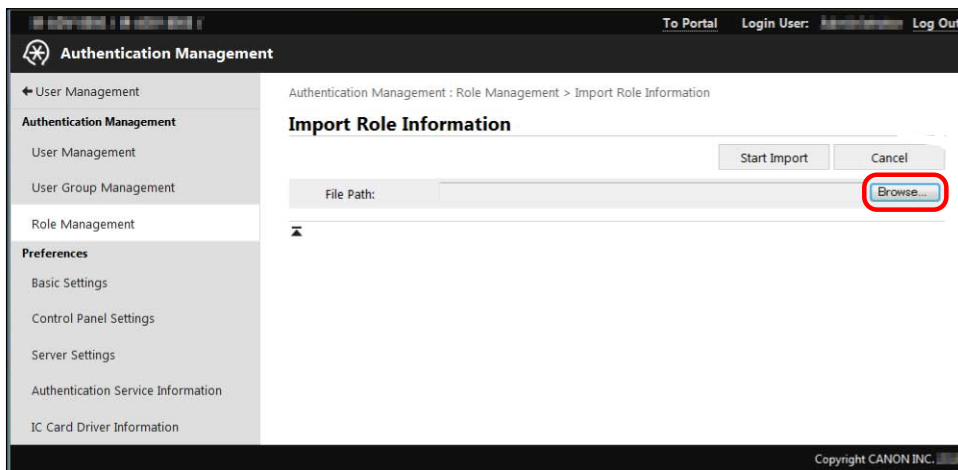 To Portal Login User: Log Out
Authentication Management
User Management
Authentication Management
User Management
User Group Management
Role Management
Preferences
Basic Settings
Control Panel Settings
Server Settings
Authentication Service Information
IC Card Driver Information
Authentication Management : Role Management > Import Role Information
Import Role Information
Start Import Cancel
File Path: Browse...
Copyright CANON INC.